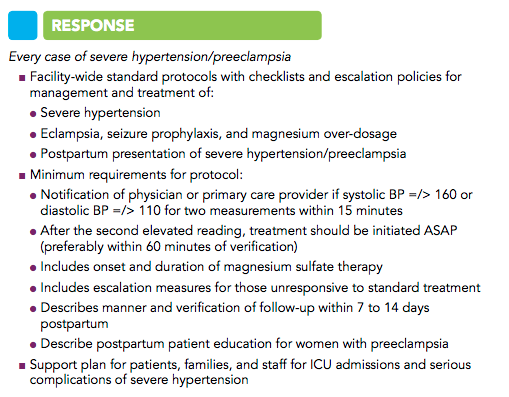 RESPONSE
Every case of severe hypertension/preeclampsia
■ Facility-wide standard protocols with checklists and escalation policies for
management and treatment of:
● Severe hypertension
● Eclampsia, seizure prophylaxis, and magnesium over-dosage
● Postpartum presentation of severe hypertension/preeclampsia
■ Minimum requirements for protocol:
● Notification of physician or primary care provider if systolic BP =/> 160 or
diastolic BP =/> 110 for two measurements within 15 minutes
● After the second elevated reading, treatment should be initiated ASAP
(preferably within 60 minutes of verification)
● Includes onset and duration of magnesium sulfate therapy
● Includes escalation measures for those unresponsive to standard treatment
● Describes manner and verification of follow-up within 7 to 14 days
postpartum
● Describe postpartum patient education for women with preeclampsia
■ Support plan for patients, families, and staff for ICU admissions and serious
complications of severe hypertension